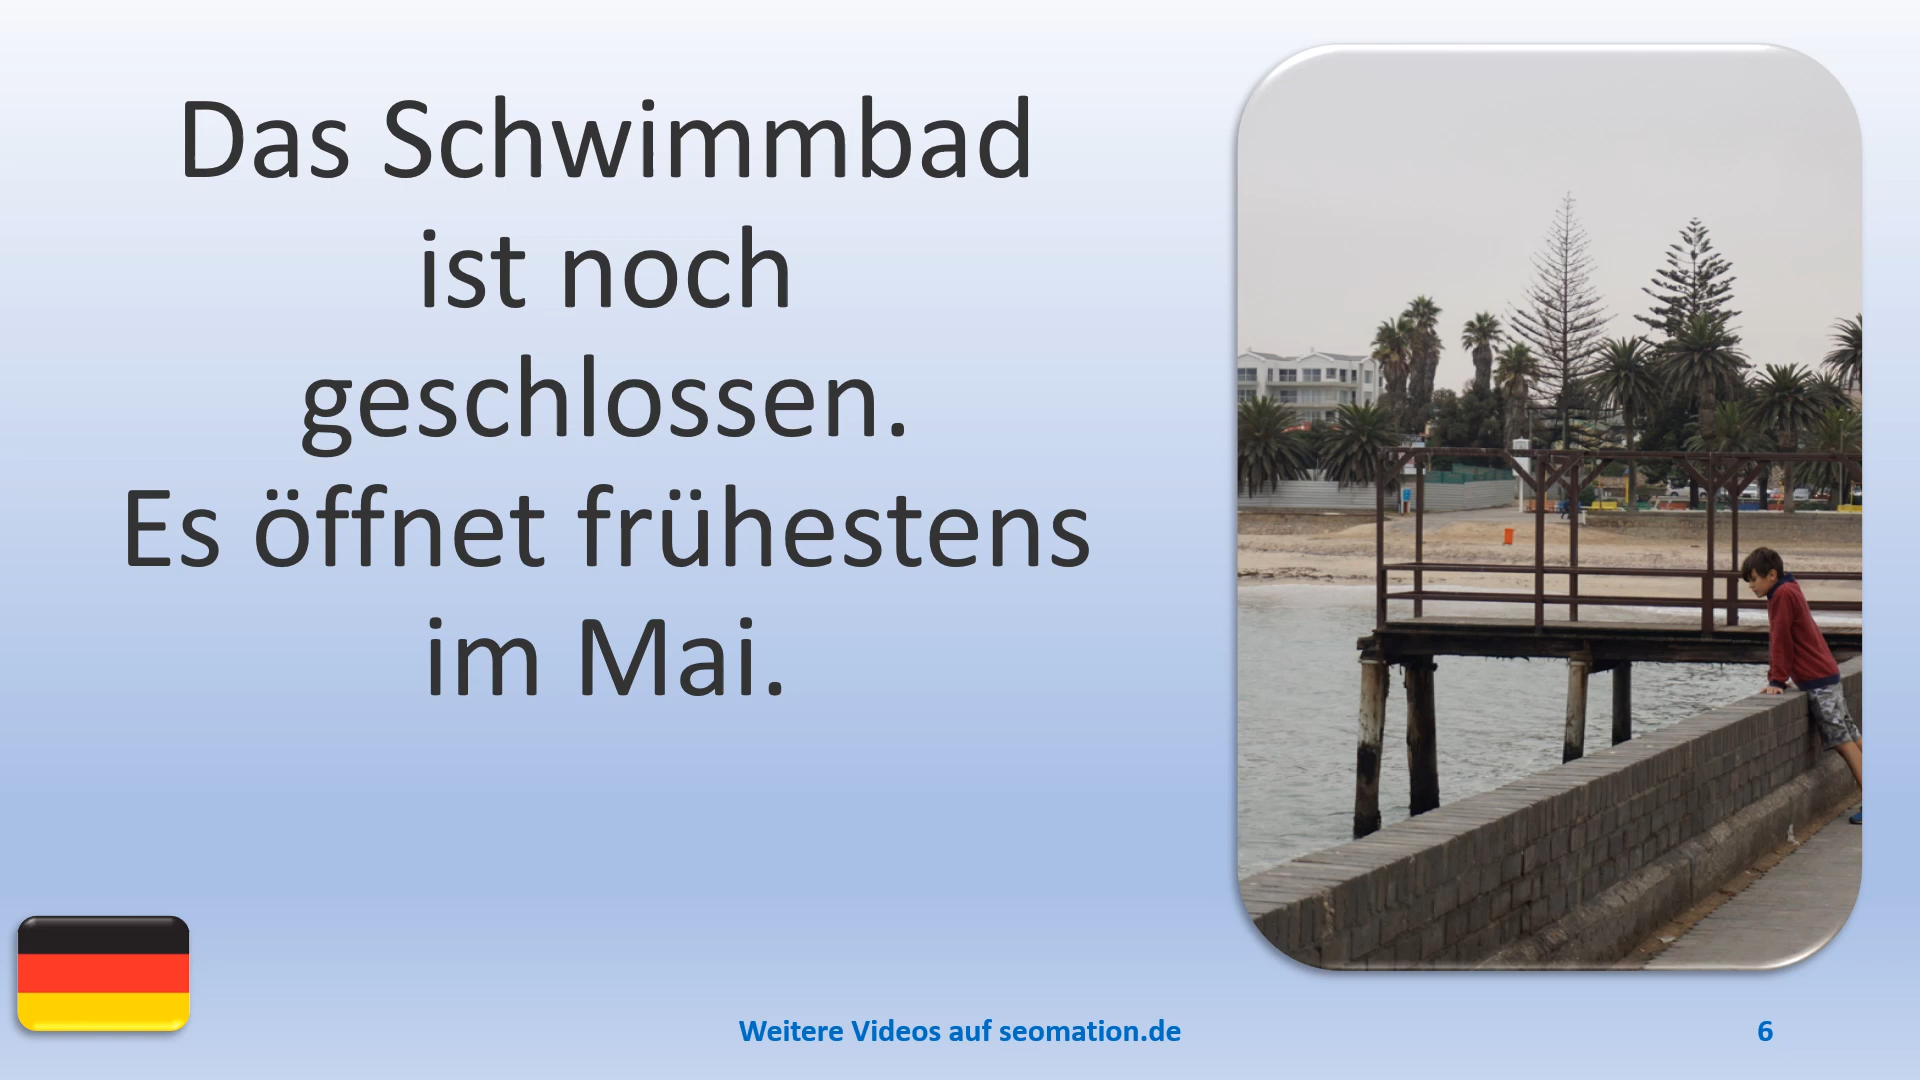 Das Schwimmbad
ist noch
geschlossen.
Es öffnet frühestens
im Mai.
Weitere Videos auf seomation.de
6